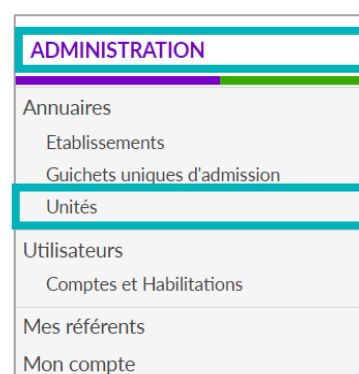 ADMINISTRATION
Annuaires
Etablissements
Guichets uniques d'admission
Unités
Utilisateurs
Comptes et Habilitations
Mes référents
Mon compte